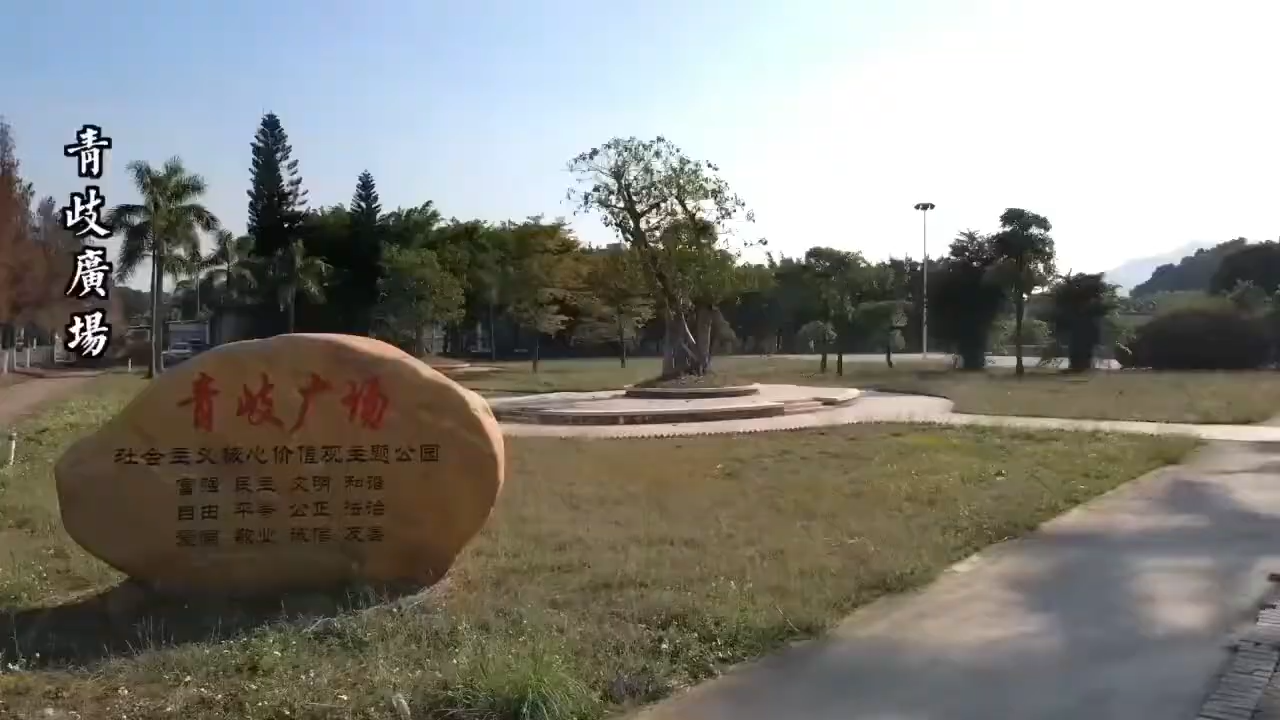 青歧廣場
青岐广场
社会主义核心价值观主题公园
富强 民主 文明 和谐
自由 平等 公正 法治
爱国 敬业 诚信 友善